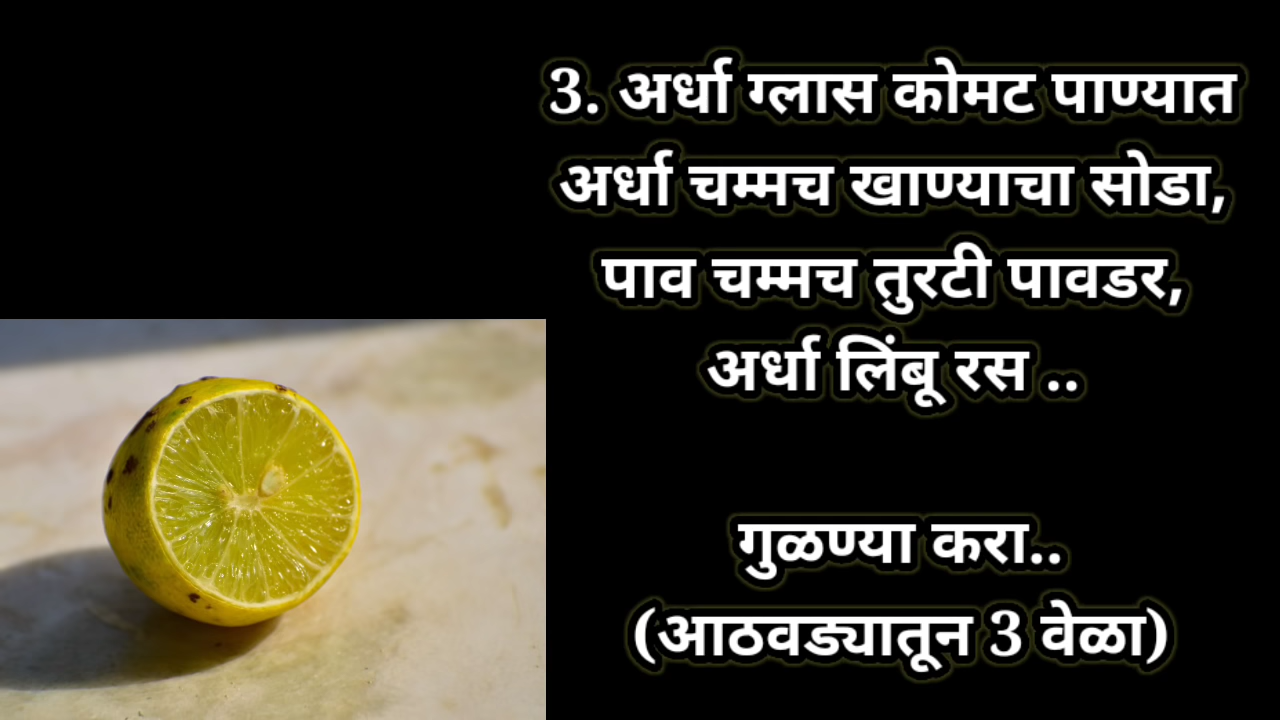 3. अर्धा ग्लास कोमट पाण्यात
अर्धा चम्मच खाण्याचा सोडा,
पाव चम्मच तुरटी पावडर,
अर्धा लिंबू रस ..
गुळण्या करा..
(आठवड्यातून 3 वेळा)